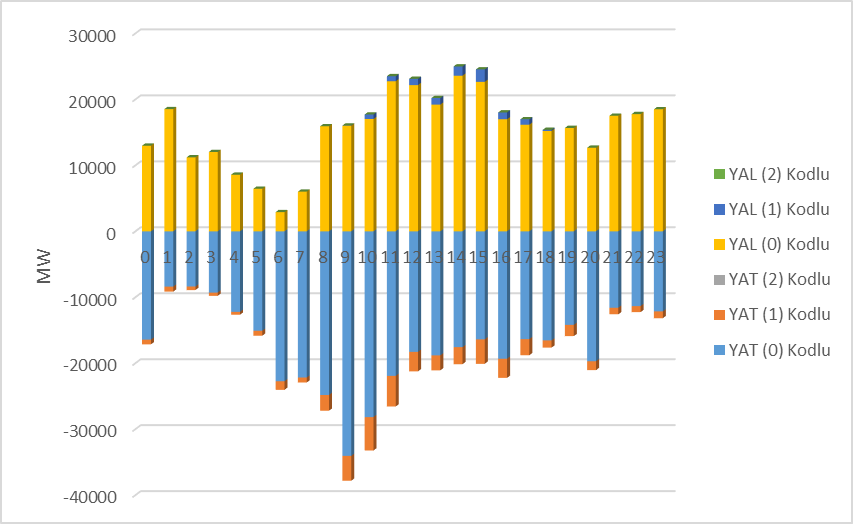 30000
20000
10000
0
-10000
-20000
-30000
-40000
MW
0 1 2 3 4 5 6 7 8 9 10 11 12 13 14 15 16 17 18 19 20 21 22 23
YAL (2) Kodlu
YAL (1) Kodlu
YAL (0) Kodlu
YAT (2) Kodlu
YAT (1) Kodlu
YAT (0) Kodlu